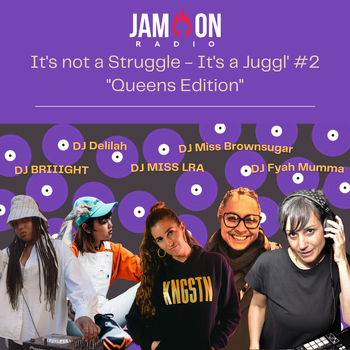 JAM ON
RADIO
It's not a Struggle - It's a Juggl' #2
"Queens Edition"
DJ Delilah
DJ Miss Brownsugar
DJ BRIIIGHT
DJ MISS LRA
DJ Fyah Mumma
KNGSTN